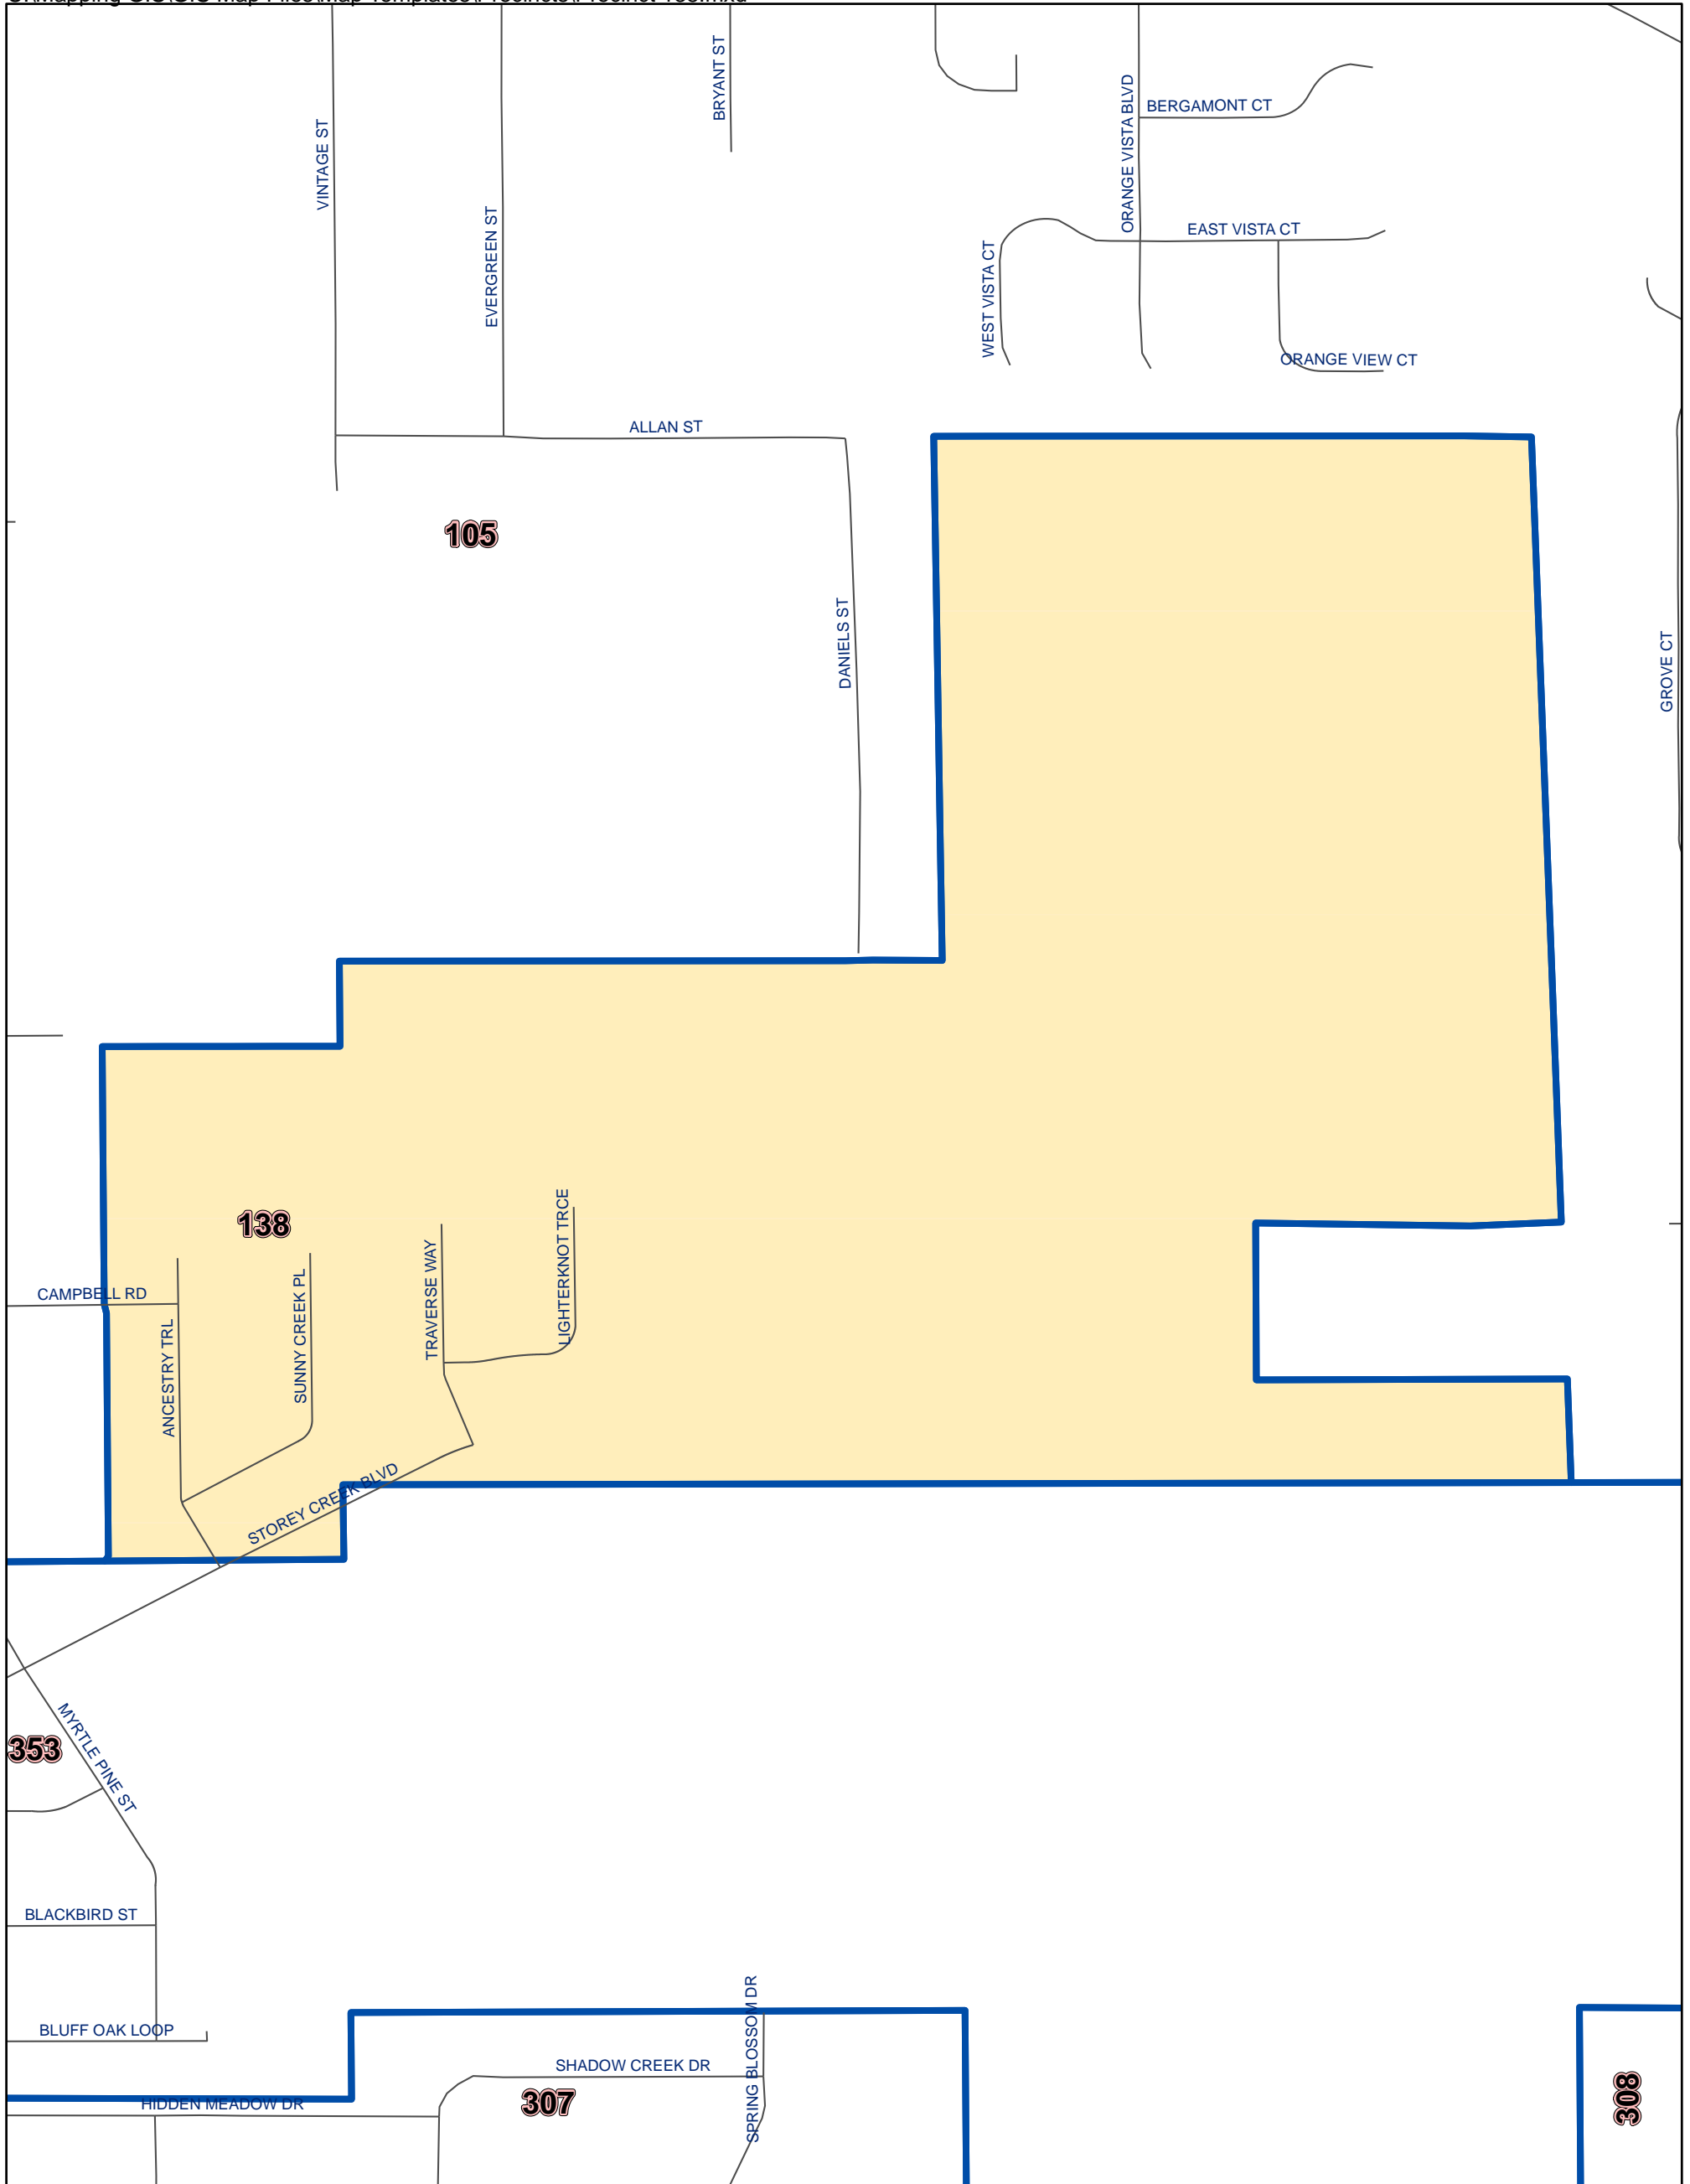 BRYANT ST
ORANGE VISTA BLVD
BERGAMONT CT
VINTAGE ST
EVERGREEN ST
EAST VISTA CT
WEST VISTA CT
ORANGE VIEW CT
ALLAN ST
105
DANIELS ST
GROVE CT
138
LIGHTERKNOT TRCE
TRAVERSE WAY
SUNNY CREEK PL
CAMPBELL RD
ANCESTRY TRL
STOREY CREEK BLVD
MYRTLE PINE ST
353
BLACKBIRD ST
BLUFF OAK LOOP
SPRING BLOSSOM DR
SHADOW CREEK DR
HIDDEN MEADOW DR
307
308